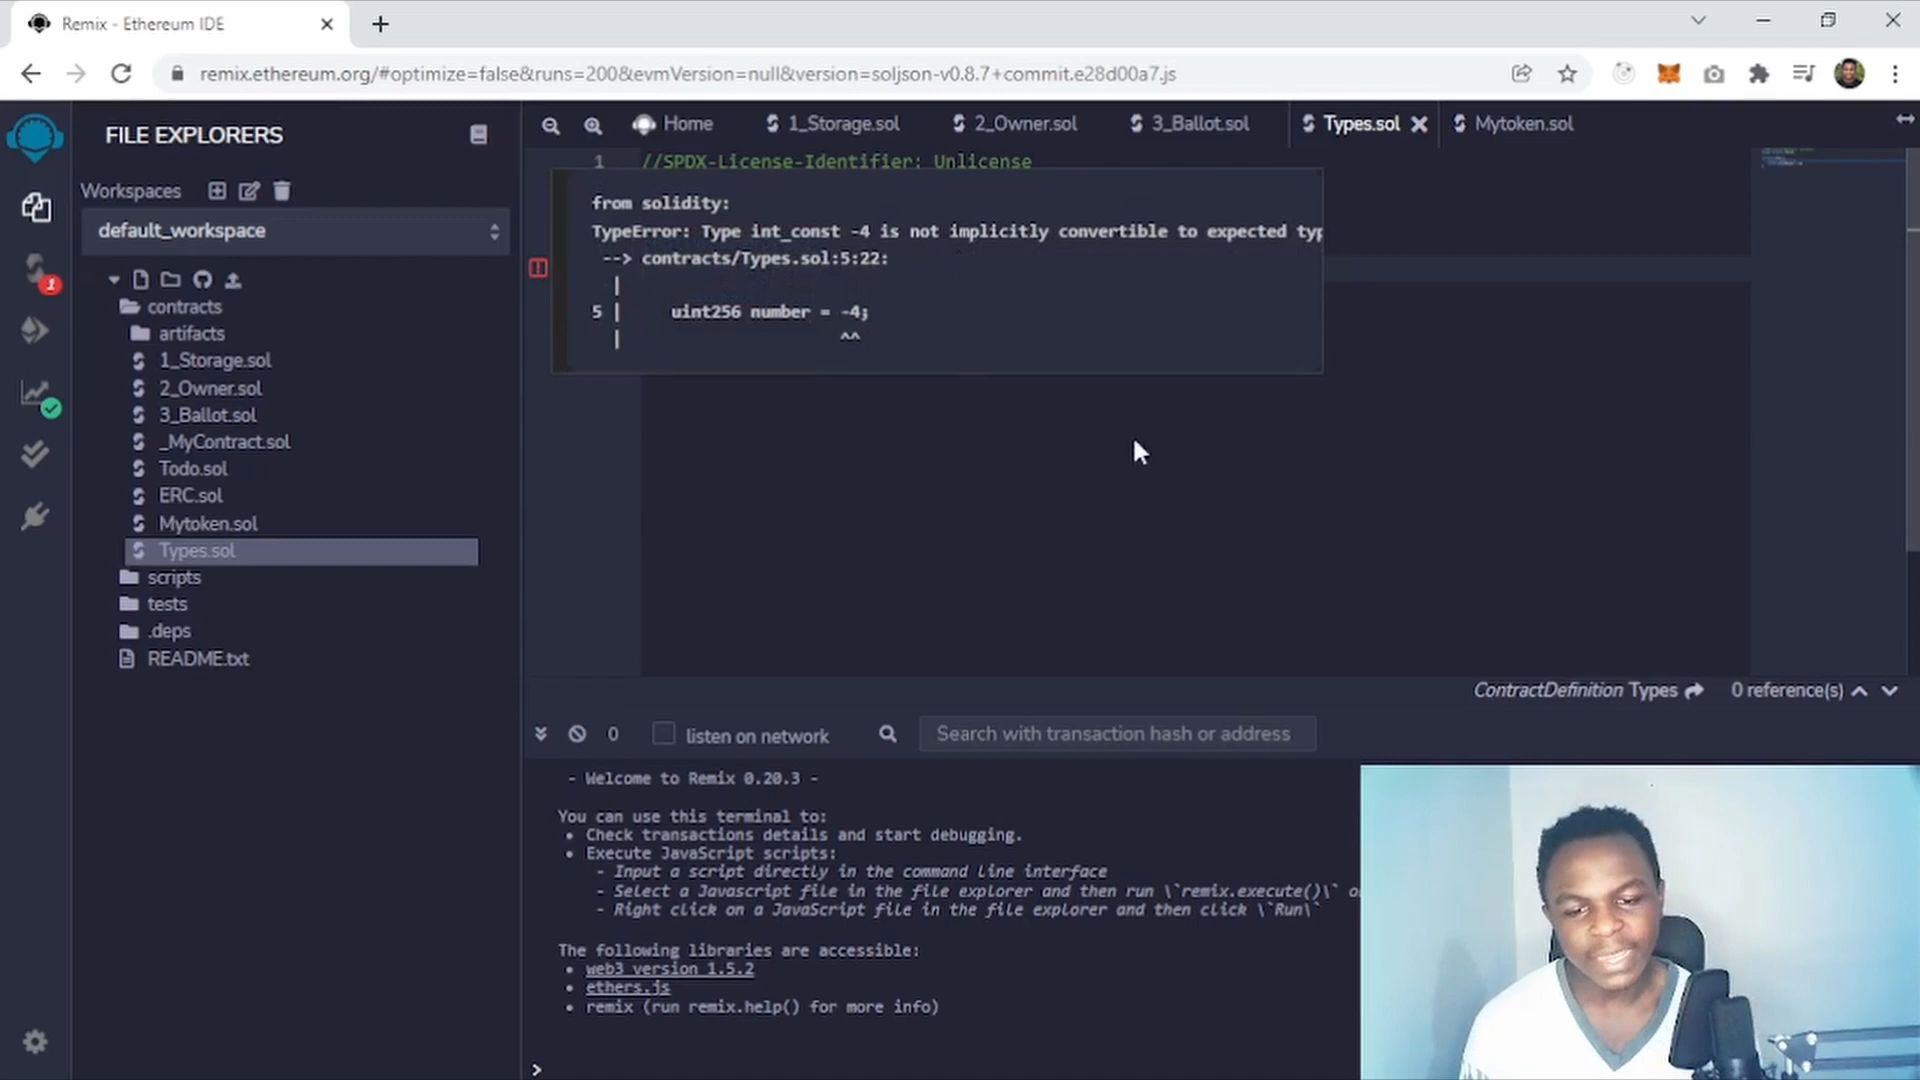 Remix - Ethereum IDE
remix.ethereum.org/#optimize=false&runs=200&evmVersion=null&version=soljson-v0.8.7+commit.e28d00a7.js
FILE EXPLORERS
Workspaces
default_workspace
contracts
artifacts
1_Storage.sol
2_Owner.sol
3_Ballot.sol
_MyContract.sol
Todo.sol
ERC.sol
Mytoken.sol
Types.sol
scripts
tests
.deps
README.txt
1
Home
1_Storage.sol
2_Owner.sol
3_Ballot.sol
Types.sol
Mytoken.sol
1 //SPDX-License-Identifier: Unlicense
from solidity:
TypeError: Type int_const -4 is not implicitly convertible to expected typ
--> contracts/Types.sol:5:22:
|
5 | uint256 number = -4;
| ^^
ContractDefinition Types 0 reference(s)
0 listen on network Search with transaction hash or address
- Welcome to Remix 0.20.3 -
You can use this terminal to:
• Check transactions details and start debugging.
• Execute JavaScript scripts:
- Input a script directly in the command line interface
- Select a Javascript file in the file explorer and then run \`remix.execute()\` o
- Right click on a JavaScript file in the file explorer and then click \`Run\`
The following libraries are accessible:
• web3 version 1.5.2
• ethers.js
• remix (run remix.help() for more info)
>